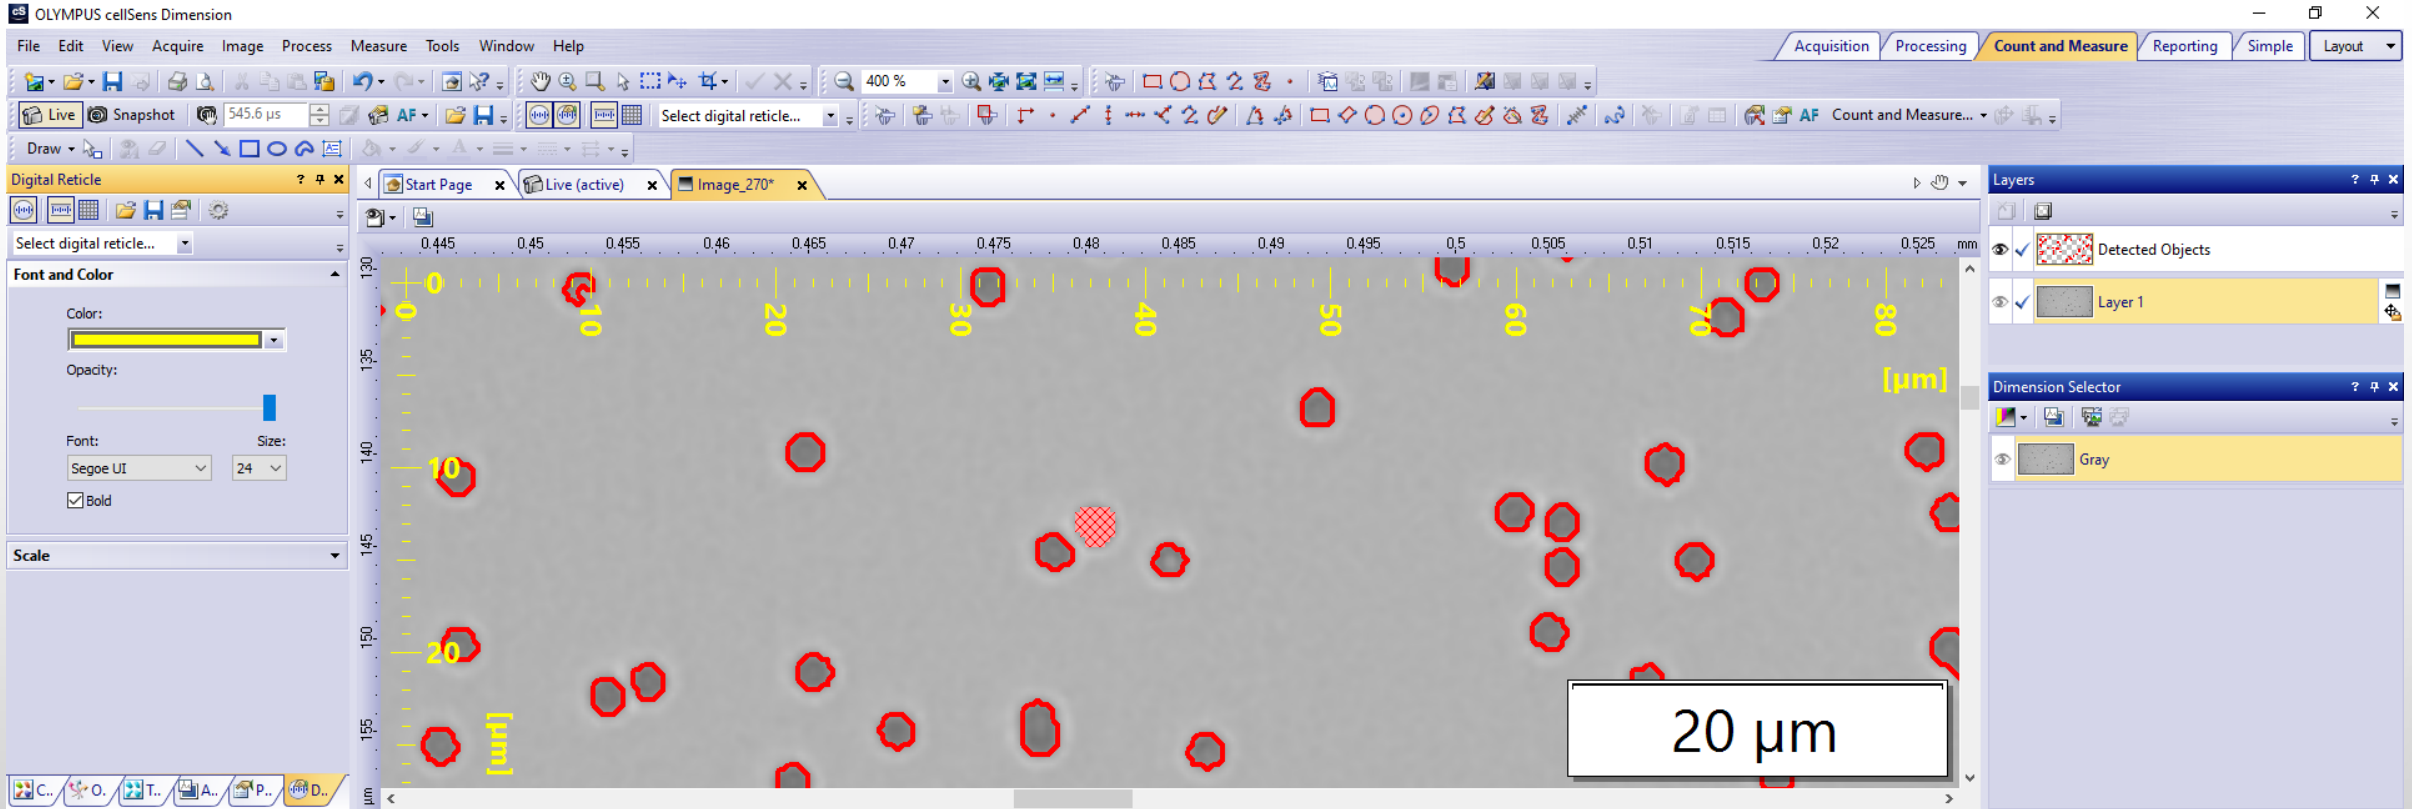 cS OLYMPUS cellSens Dimension
File Edit View Acquire Image Process Measure Tools Window Help
Acquisition Processing Count and Measure Reporting Simple Layout
400 %
Live Snapshot 545.6 µs AF Select digital reticle... AF Count and Measure...
Draw
Digital Reticle
Select digital reticle...
Font and Color
Color:
Opacity:
Font: Size:
Segoe UI 24
Bold
Scale
C.. O. T.. A.. P.. D..
Start Page Live (active) Image_270*
0.445 0.45 0.455 0.46 0.465 0.47 0.475 0.48 0.485 0.49 0.495 0.5 0.505 0.51 0.515 0.52 0.525 mm
130
135
140
145
150
155
µm
0
0 10 20 30 40 50 60 70 80
[µm]
10
20
[µm]
20 µm
Layers
Detected Objects
Layer 1
Dimension Selector
Gray